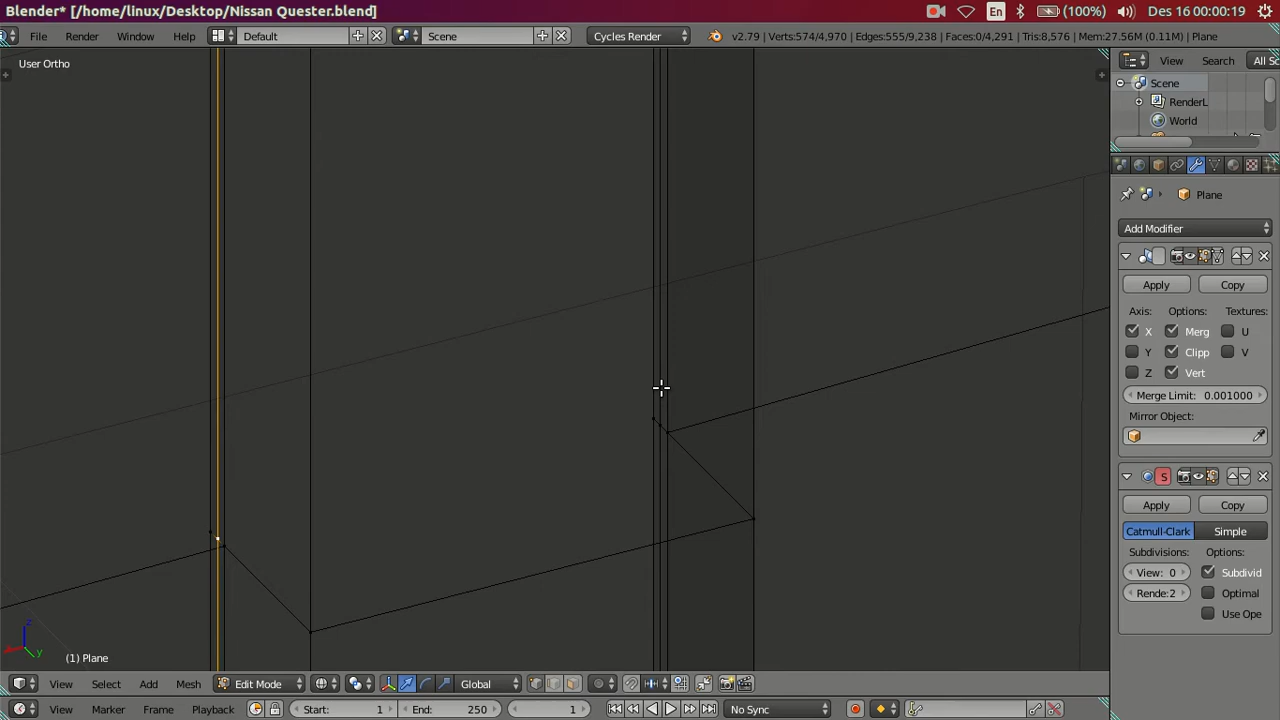 Blender* [/home/linux/Desktop/Nissan Quester.blend]
En (100%) Des 16 00:00:19
File Render Window Help Default Scene Cycles Render v2.79 | Verts:574/4,970 | Edges:555/9,238 | Faces:0/4,291 | Tris:8,576 | Mem:27.56M (0.11M) | Plane
User Ortho
View Search All Sc
Scene
RenderL
World
Plane
Add Modifier
Apply Copy
Axis: Options: Textures:
X Merg U
Y Clipp V
Z Vert
Merge Limit: 0.001000
Mirror Object:
S
Apply Copy
Catmull-Clark Simple
Subdivisions: Options:
View: 0 Subdivid
Rende:2 Optimal
Use Ope
z
y
(1) Plane
View Select Add Mesh Edit Mode Global
View Marker Frame Playback Start: 1 End: 250 1 No Sync